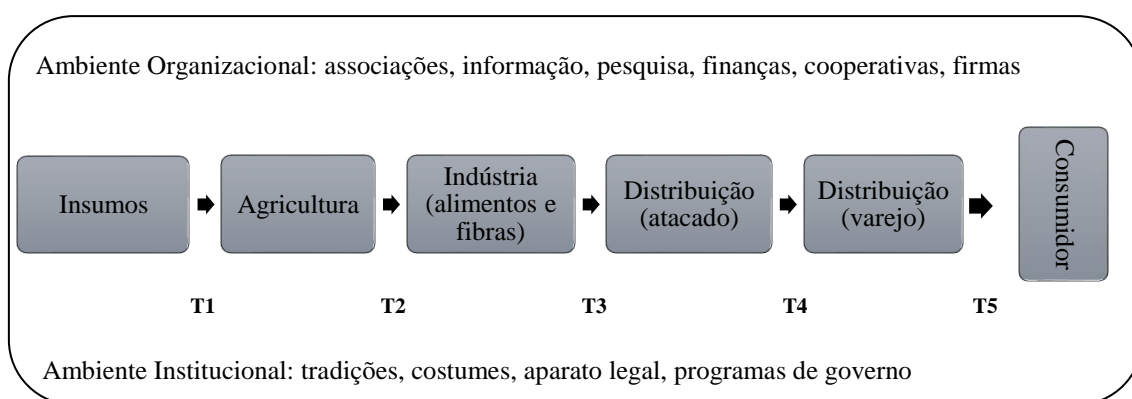 Ambiente Organizacional: associações, informação, pesquisa, finanças, cooperativas, firmas
Insumos
Agricultura
Indústria
(alimentos e
fibras)
Distribuição
(atacado)
Distribuição
(varejo)
Consumidor
T1
T2
T3
T4
T5
Ambiente Institucional: tradições, costumes, aparato legal, programas de governo